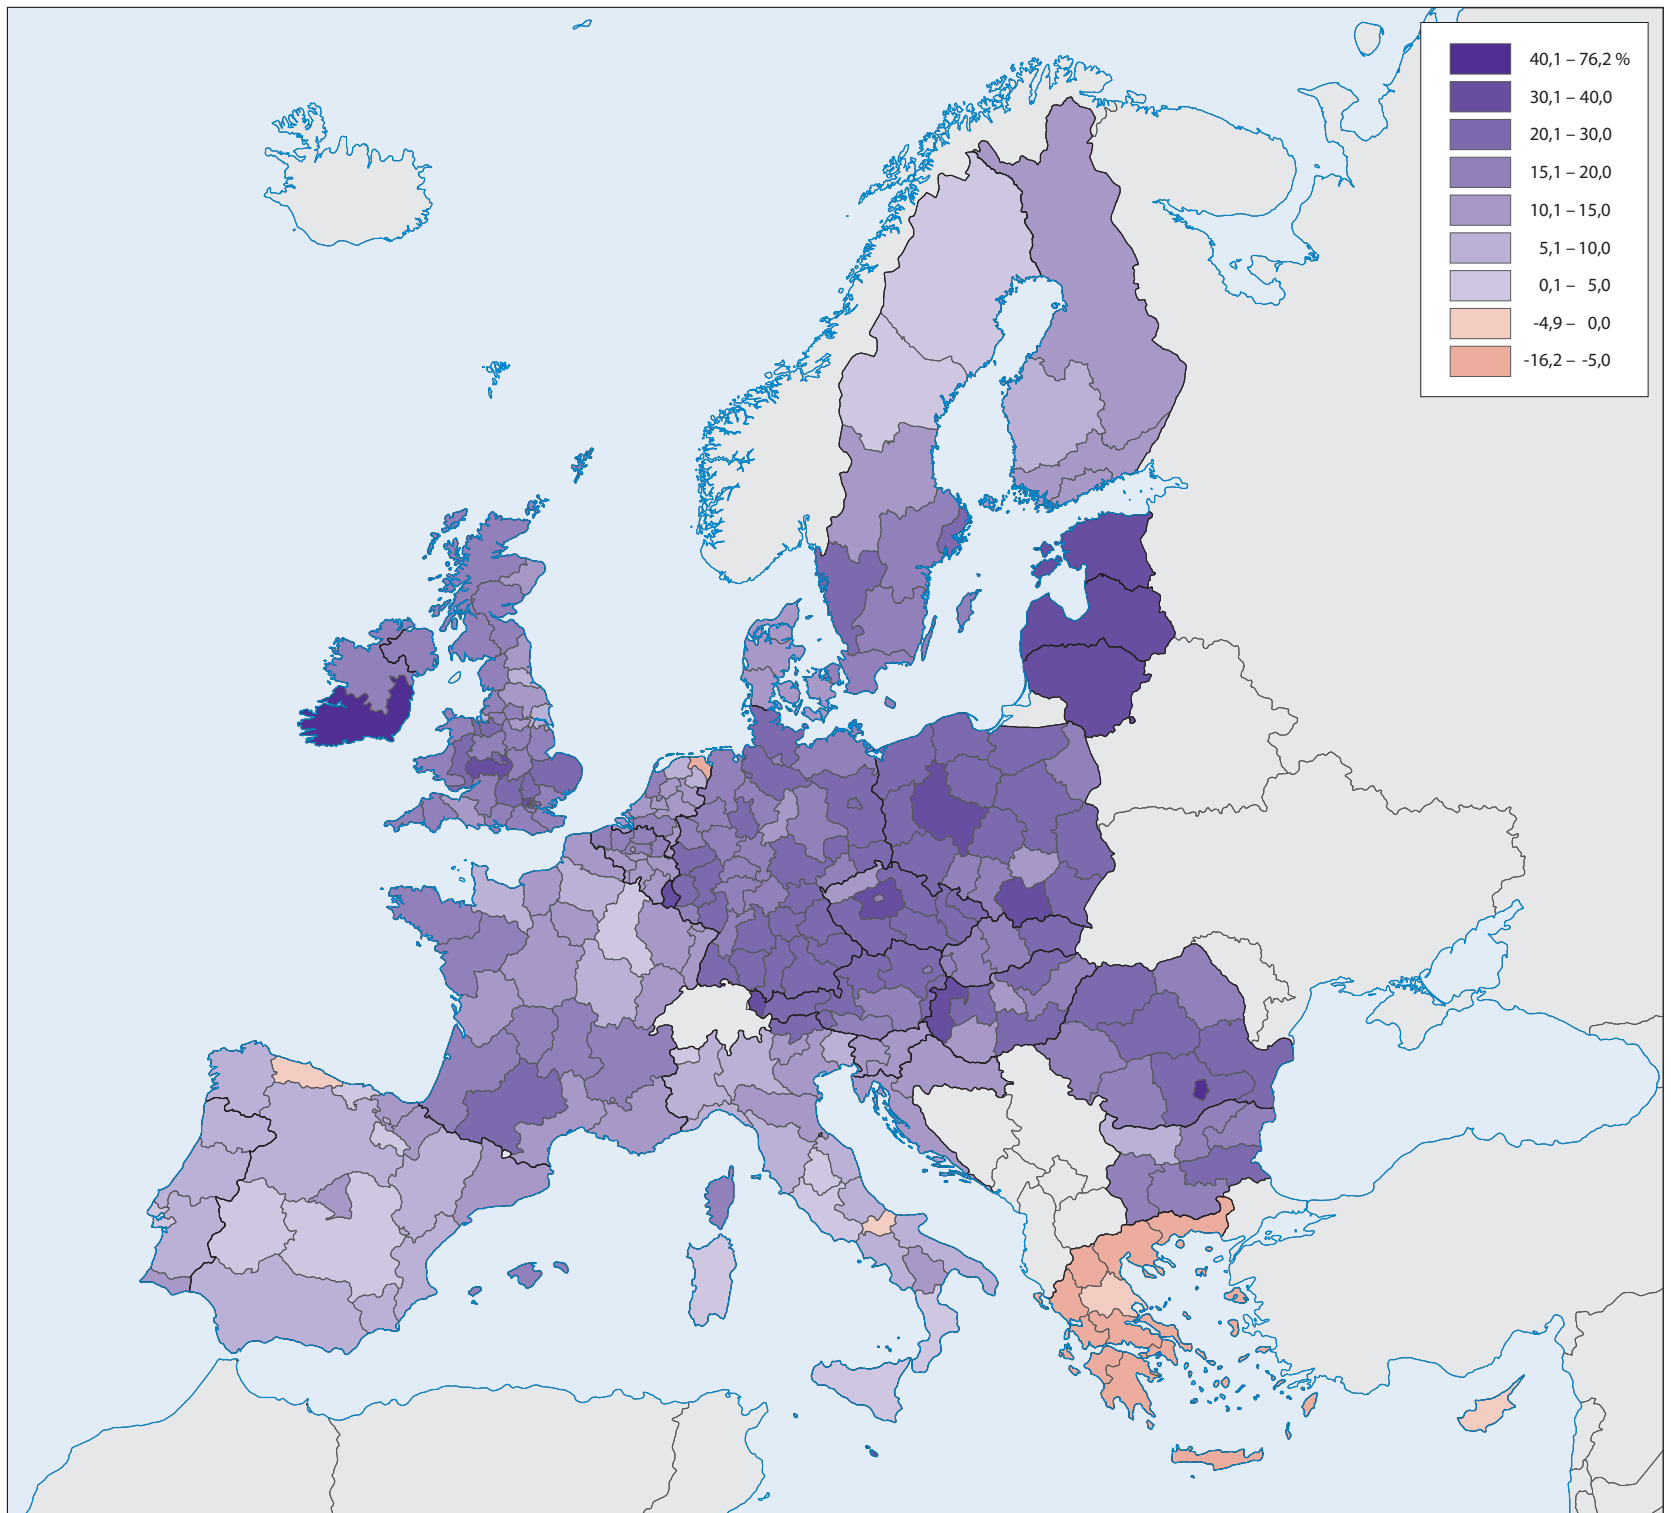 40,1 – 76,2 %
30,1 – 40,0
20,1 – 30,0
15,1 – 20,0
10,1 – 15,0
5,1 – 10,0
0,1 – 5,0
-4,9 – 0,0
-16,2 – -5,0